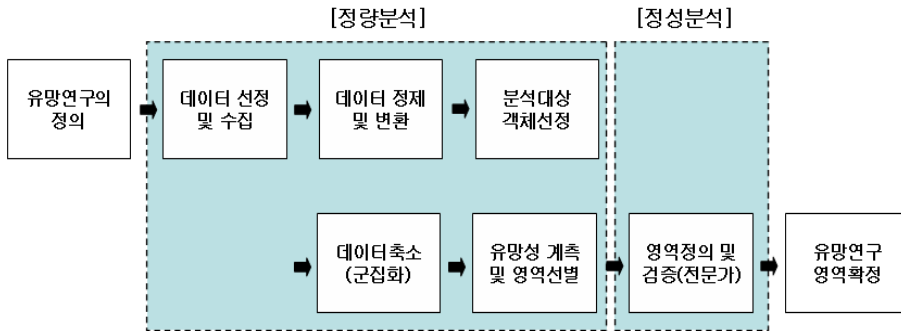 [정량분석]
[정성분석]
유망연구의
정의
데이터 선정
및 수집
데이터 정제
및 변환
분석대상
객체선정
데이터축소
(군집화)
유망성 계측
및 영역선별
영역정의 및
검증(전문가)
유망연구
영역확정